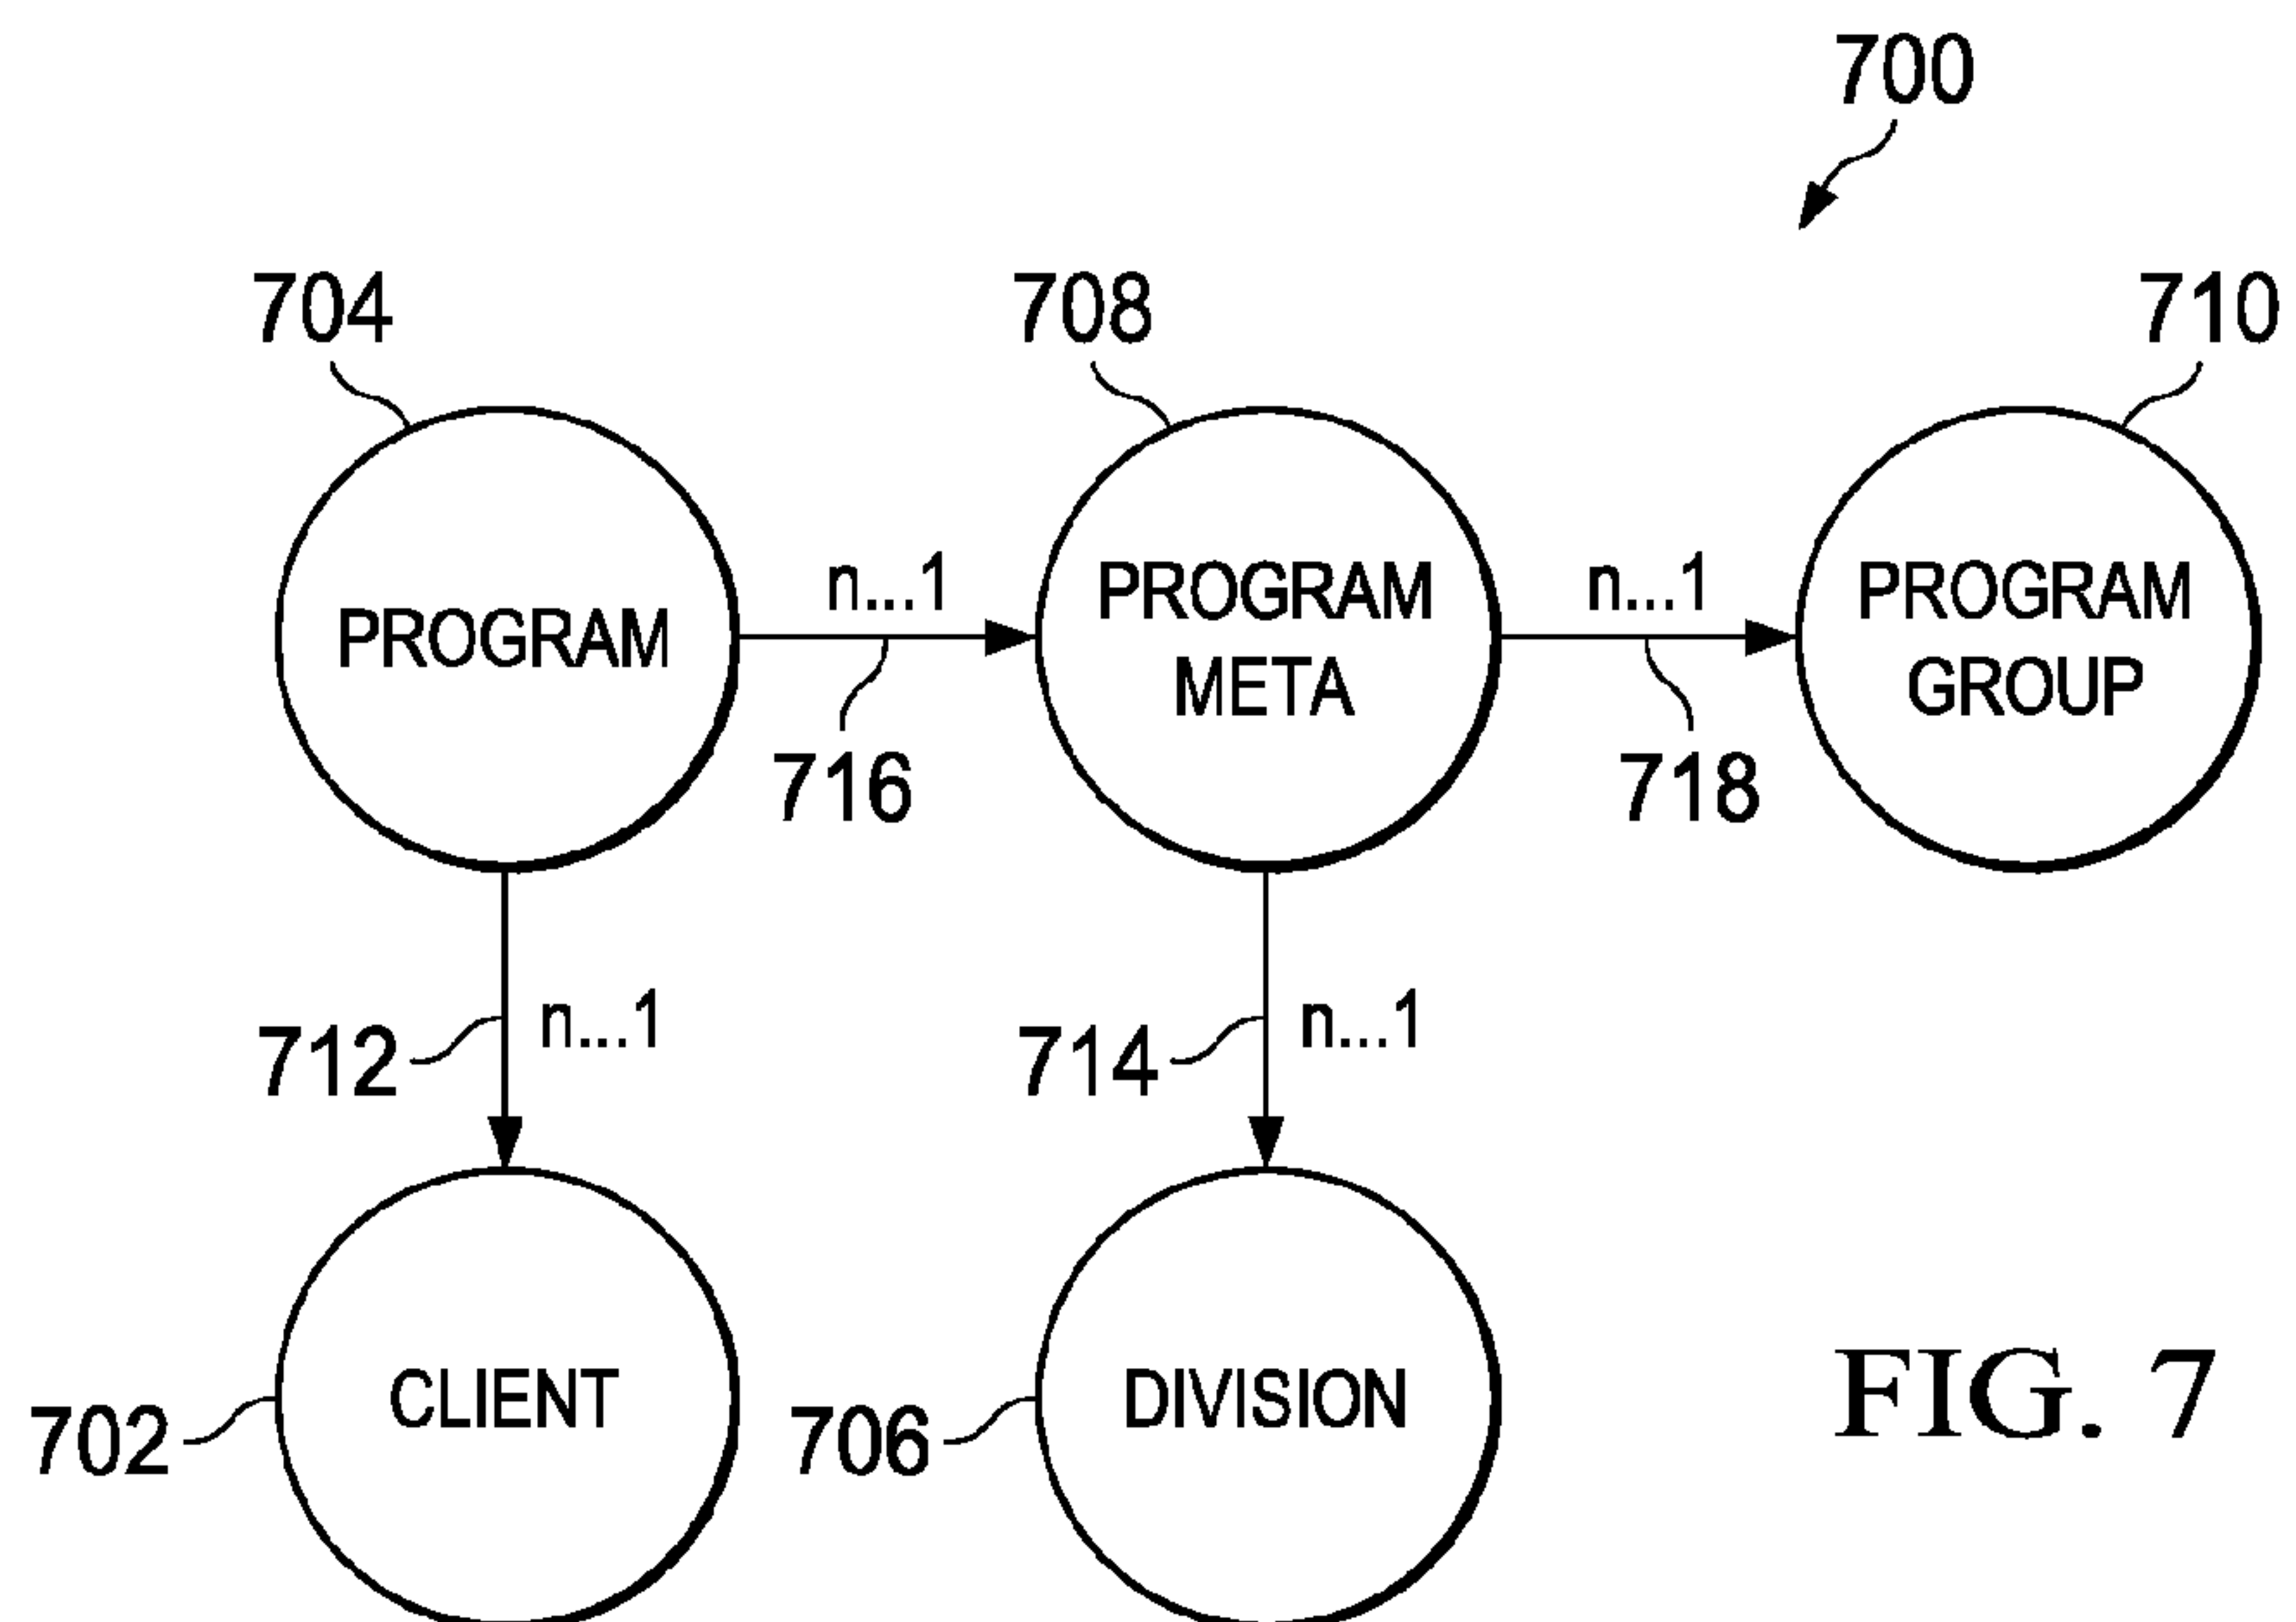 700
704
708
710
PROGRAM
n...1
PROGRAM
META
n...1
PROGRAM
GROUP
716
718
712
n...1
714
n...1
702
CLIENT
706
DIVISION
FIG. 7